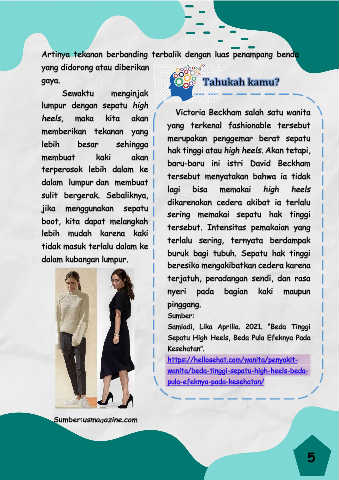 Artinya tekanan berbanding terbalik dengan luas penampang benda
yang didorong atau diberikan
gaya.
Sewaktu menginjak
lumpur dengan sepatu high
heels, maka kita akan
memberikan tekanan yang
lebih besar sehingga
membuat kaki akan
terperosok lebih dalam ke
dalam lumpur dan membuat
sulit bergerak. Sebaliknya,
jika menggunakan sepatu
boot, kita dapat melangkah
lebih mudah karena kaki
tidak masuk terlalu dalam ke
dalam kubangan lumpur.
Sumber:usmagazine.com
Tahukah kamu?
Victoria Beckham salah satu wanita
yang terkenal fashionable tersebut
merupakan penggemar berat sepatu
hak tinggi atau high heels. Akan tetapi,
baru-baru ini istri David Beckham
tersebut menyatakan bahwa ia tidak
lagi bisa memakai high heels
dikarenakan cedera akibat ia terlalu
sering memakai sepatu hak tinggi
tersebut. Intensitas pemakaian yang
terlalu sering, ternyata berdampak
buruk bagi tubuh. Sepatu hak tinggi
beresiko mengakibatkan cedera karena
terjatuh, peradangan sendi, dan rasa
nyeri pada bagian kaki maupun
pinggang.
Sumber:
Samiadi, Lika Aprilia. 2021. "Beda Tinggi
Sepatu High Heels, Beda Pula Efeknya Pada
Kesehatan".
https://hellosehat.com/wanita/penyakit-
wanita/beda-tinggi-sepatu-high-heels-beda-
pula-efeknya-pada-kesehatan/
5